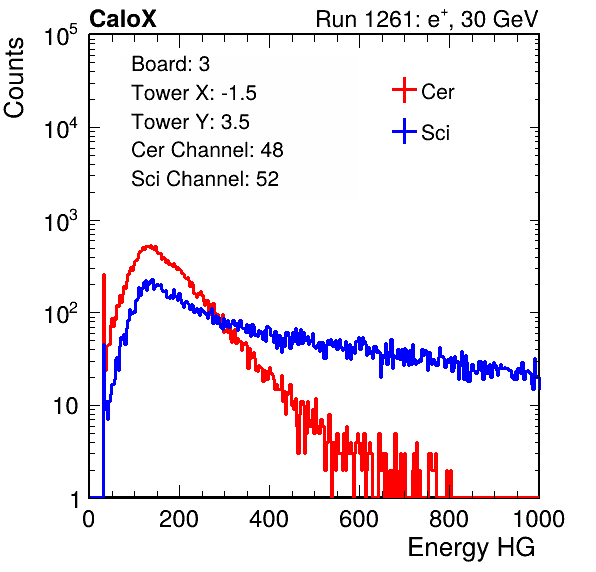 CaloX Run 1261: e⁺, 30 GeV
Counts
Board: 3
Tower X: -1.5
Tower Y: 3.5
Cer Channel: 48
Sci Channel: 52
Cer
Sci
10⁵
10⁴
10³
10²
10
1
0 200 400 600 800 1000
Energy HG